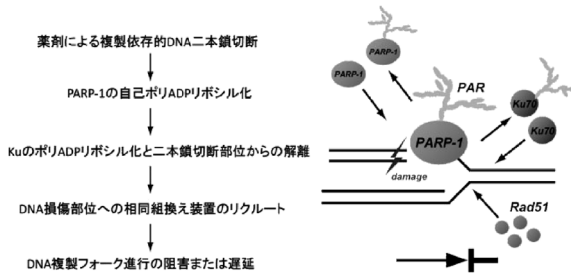 薬剤による複製依存的DNA二本鎖切断
PARP-1の自己ポリADPリボシル化
KuのポリADPリボシル化と二本鎖切断部位からの解離
DNA損傷部位への相同組換え装置のリクルート
DNA複製フォーク進行の阻害または遅延
PARP-1
PARP-1
PAR
Ku70
Ku70
PARP-1
damage
Rad51